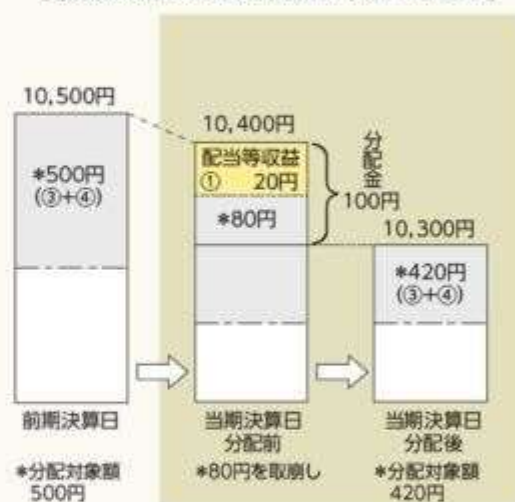 10,500円
*500円
(③+④)
前期決算日
*分配対象額
500円
10,400円
配当等収益
① 20円
*80円
分配金
100円
当期決算日
分配前
*80円を取崩し
10,300円
*420円
(③+④)
当期決算日
分配後
*分配対象額
420円